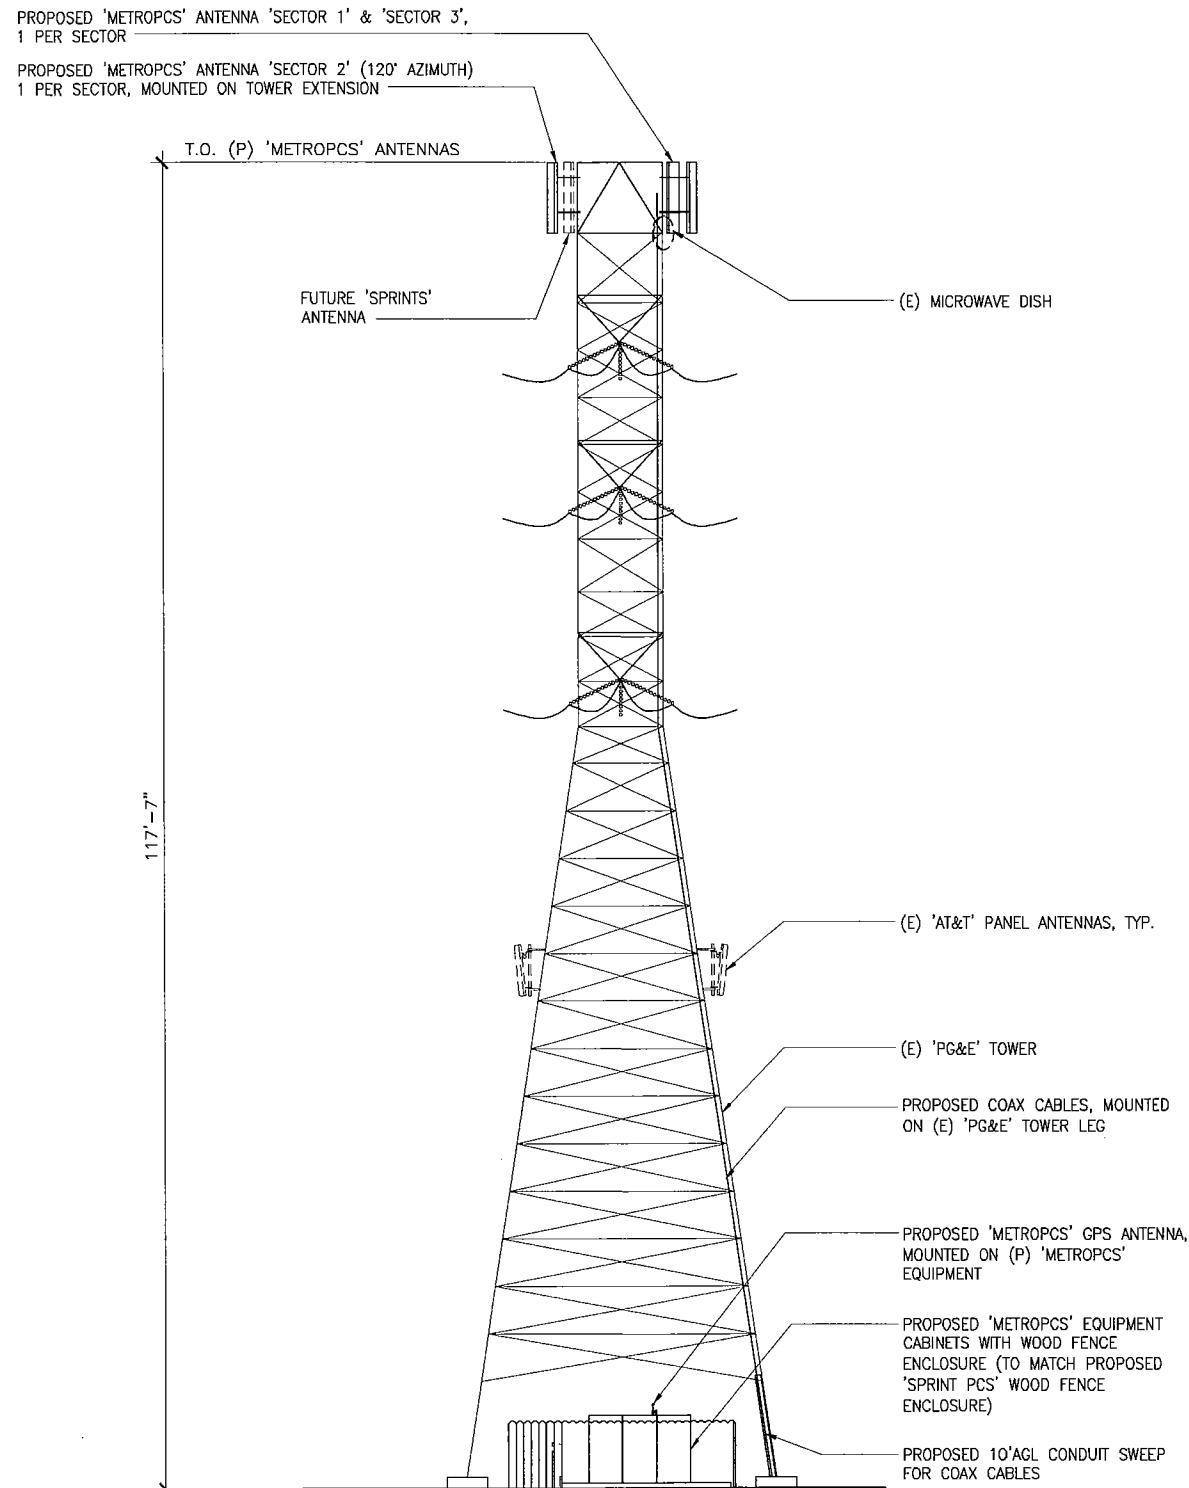 PROPOSED 'METROPCS' ANTENNA 'SECTOR 1' & 'SECTOR 3',
1 PER SECTOR
PROPOSED 'METROPCS' ANTENNA 'SECTOR 2' (120° AZIMUTH)
1 PER SECTOR, MOUNTED ON TOWER EXTENSION
T.O. (P) 'METROPCS' ANTENNAS
FUTURE 'SPRINTS'
ANTENNA
(E) MICROWAVE DISH
117'-7"
(E) 'AT&T' PANEL ANTENNAS, TYP.
(E) 'PG&E' TOWER
PROPOSED COAX CABLES, MOUNTED
ON (E) 'PG&E' TOWER LEG
PROPOSED 'METROPCS' GPS ANTENNA,
MOUNTED ON (P) 'METROPCS'
EQUIPMENT
PROPOSED 'METROPCS' EQUIPMENT
CABINETS WITH WOOD FENCE
ENCLOSURE (TO MATCH PROPOSED
'SPRINT PCS' WOOD FENCE
ENCLOSURE)
PROPOSED 10'AGL CONDUIT SWEEP
FOR COAX CABLES